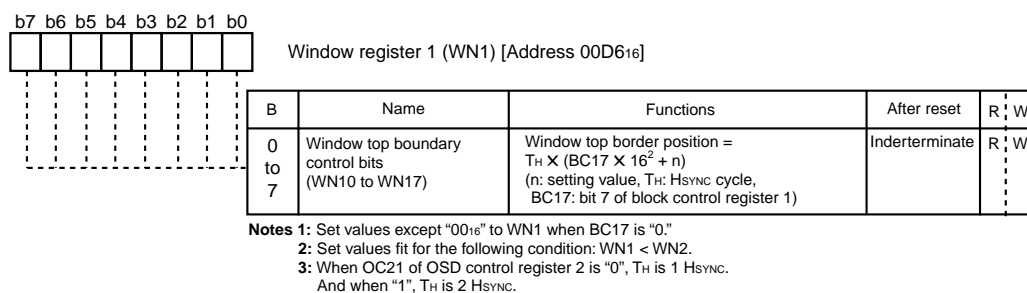 b7 b6 b5 b4 b3 b2 b1 b0
Window register 1 (WN1) [Address 00D6₁₆]
B Name Functions After reset R W
0 to 7
Window top boundary control bits (WN10 to WN17)
Window top border position =
TH X (BC17 X 16² + n)
(n: setting value, TH: HSYNC cycle,
BC17: bit 7 of block control register 1)
Inderterminate R W
Notes 1: Set values except “00₁₆” to WN1 when BC17 is “0.”
2: Set values fit for the following condition: WN1 < WN2.
3: When OC21 of OSD control register 2 is “0”, TH is 1 HSYNC.
And when “1”, TH is 2 HSYNC.